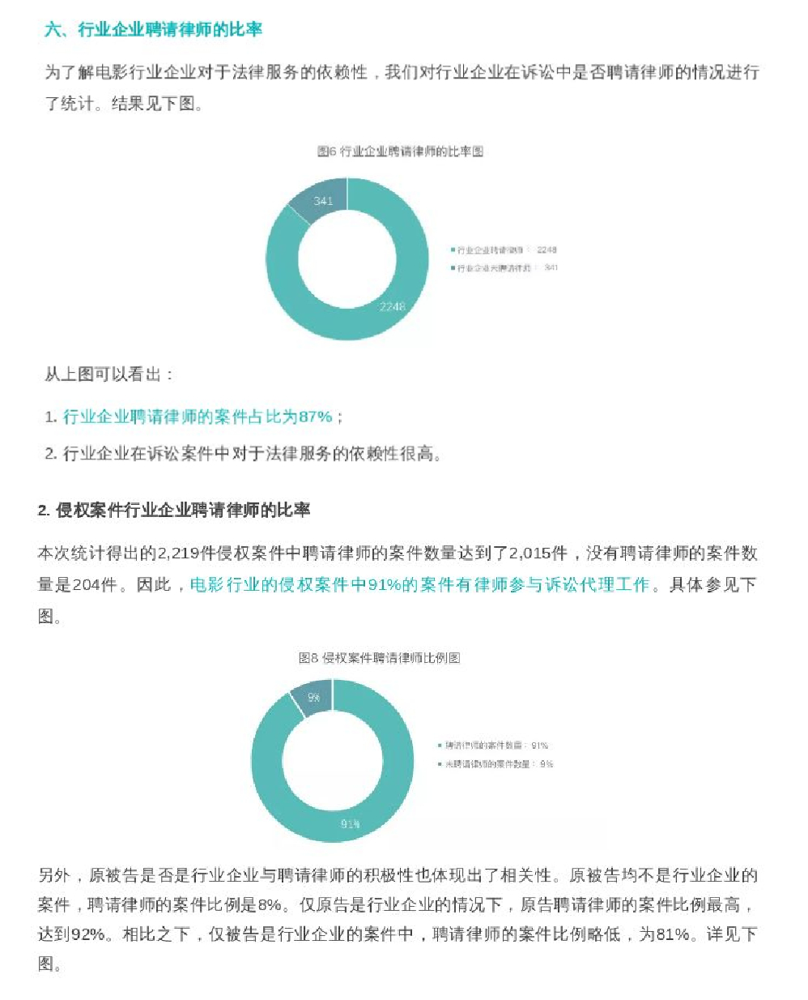 六、行业企业聘请律师的比率
为了解电影行业企业对于法律服务的依赖性，我们对行业企业在诉讼中是否聘请律师的情况进行
了统计。结果见下图。
图6 行业企业聘请律师的比率图
341
2248
行业企业聘请律师： 2248
行业企业未聘请律师： 341
从上图可以看出：
1. 行业企业聘请律师的案件占比为87%；
2. 行业企业在诉讼案件中对于法律服务的依赖性很高。
2. 侵权案件行业企业聘请律师的比率
本次统计得出的2,219件侵权案件中聘请律师的案件数量达到了2,015件，没有聘请律师的案件数
量是204件。因此，电影行业的侵权案件中91%的案件有律师参与诉讼代理工作。具体参见下
图。
图8 侵权案件聘请律师比例图
9%
91%
聘请律师的案件数量：91%
未聘请律师的案件数量：9%
另外，原被告是否是行业企业与聘请律师的积极性也体现出了相关性。原被告均不是行业企业的
案件，聘请律师的案件比例是8%。仅原告是行业企业的情况下，原告聘请律师的案件比例最高，
达到92%。相比之下，仅被告是行业企业的案件中，聘请律师的案件比例略低，为81%。详见下
图。